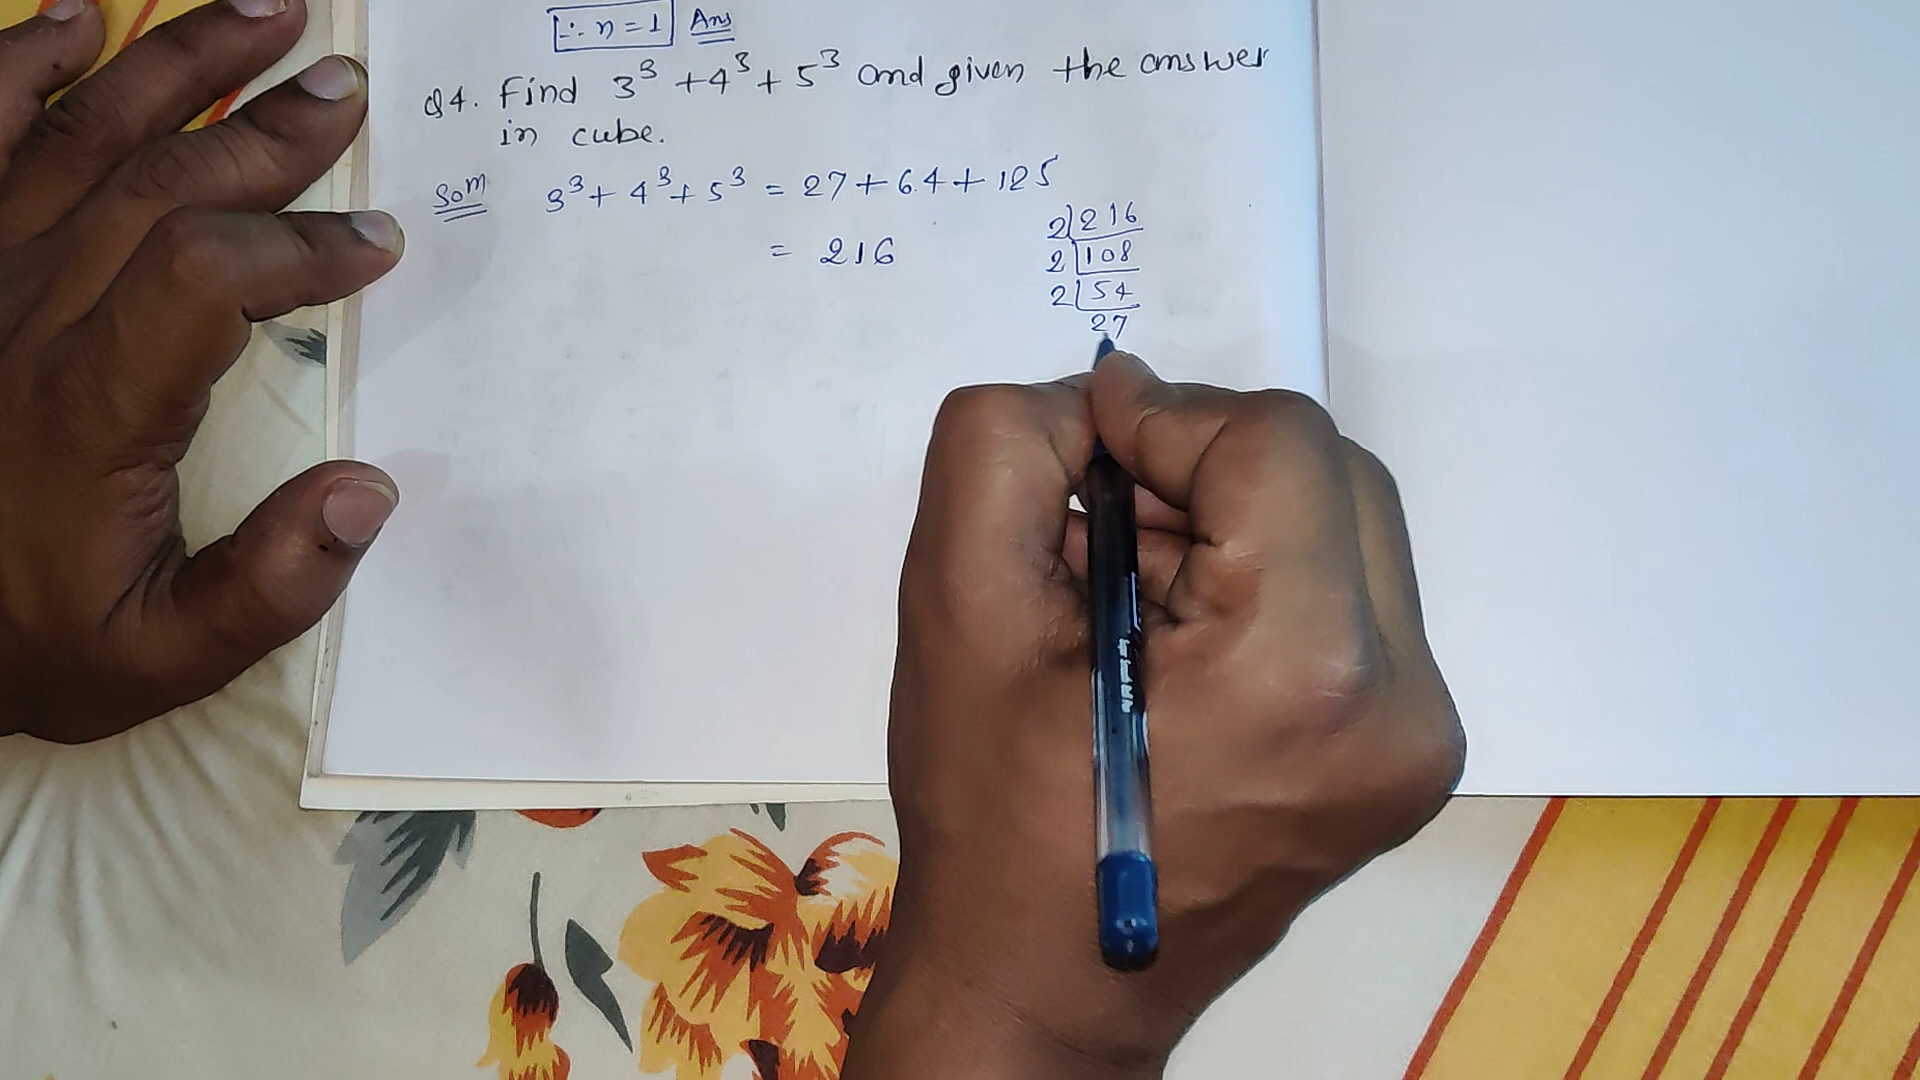 ∴ n = 1 Ans
Q4. Find 3³ + 4³ + 5³ and given the answer
in cube.
Som 3³ + 4³ + 5³ = 27 + 64 + 125
= 216
2 | 216
2 | 108
2 | 54
27